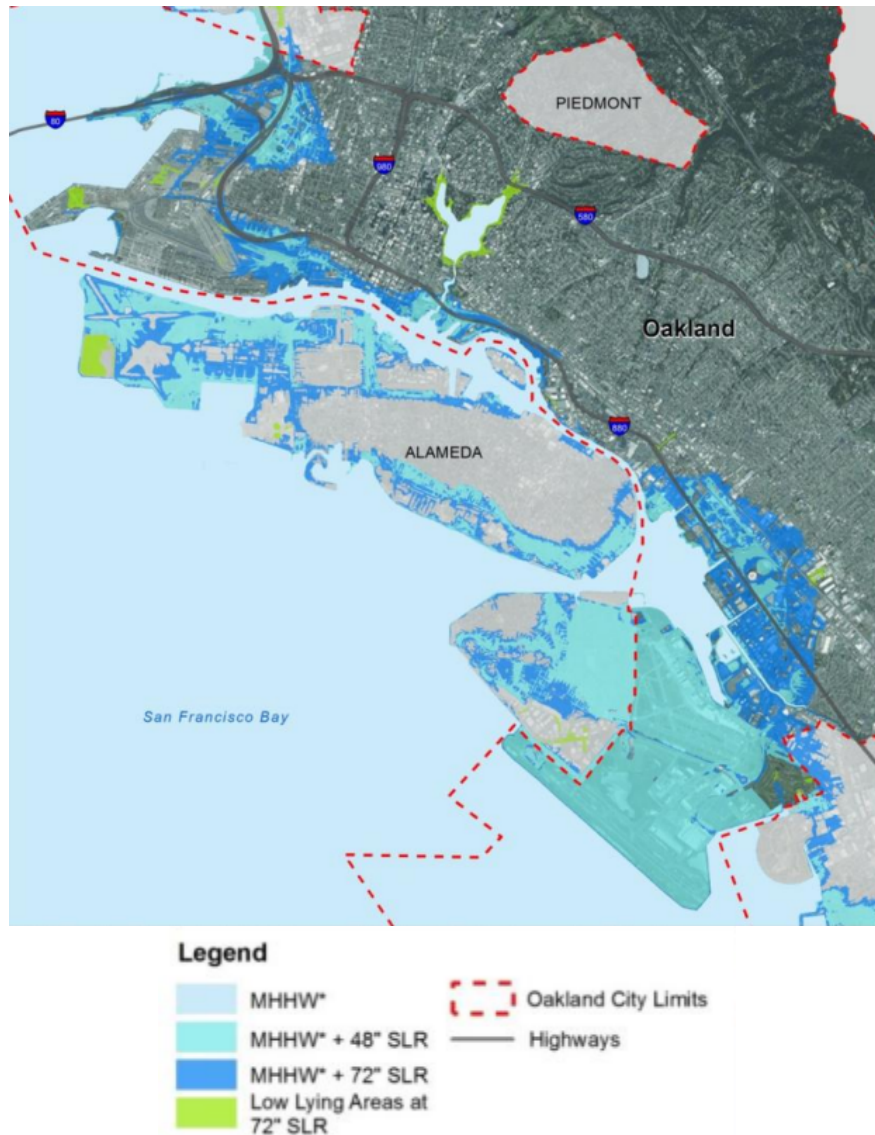 PIEDMONT
80
980
580
Oakland
880
ALAMEDA
San Francisco Bay
Legend
MHHW*
MHHW* + 48" SLR
MHHW* + 72" SLR
Low Lying Areas at
72" SLR
Oakland City Limits
Highways